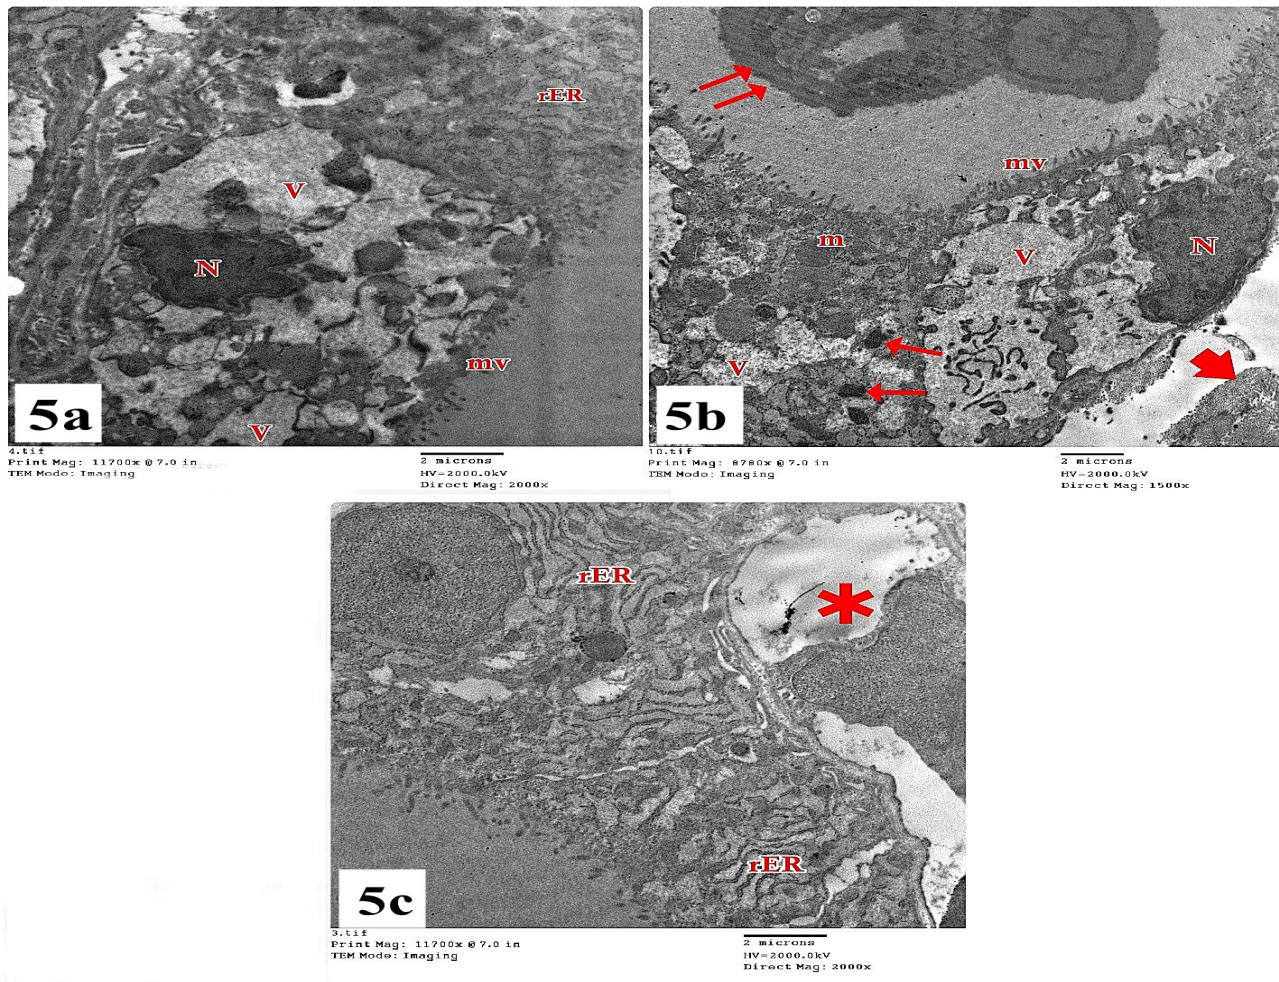 rER
V
N
mv
V
5a
4.tif
Print Mag: 11700x @ 7.0 in
TEM Mode: Imaging
2 microns
HV=2000.0kV
Direct Mag: 2000x
mv
m
V
N
V
5b
10.tif
Print Mag: 8780x @ 7.0 in
TEM Mode: Imaging
2 microns
HV=2000.0kV
Direct Mag: 1500x
rER
rER
5c
3.tif
Print Mag: 11700x @ 7.0 in
TEM Mode: Imaging
2 microns
HV=2000.0kV
Direct Mag: 2000x